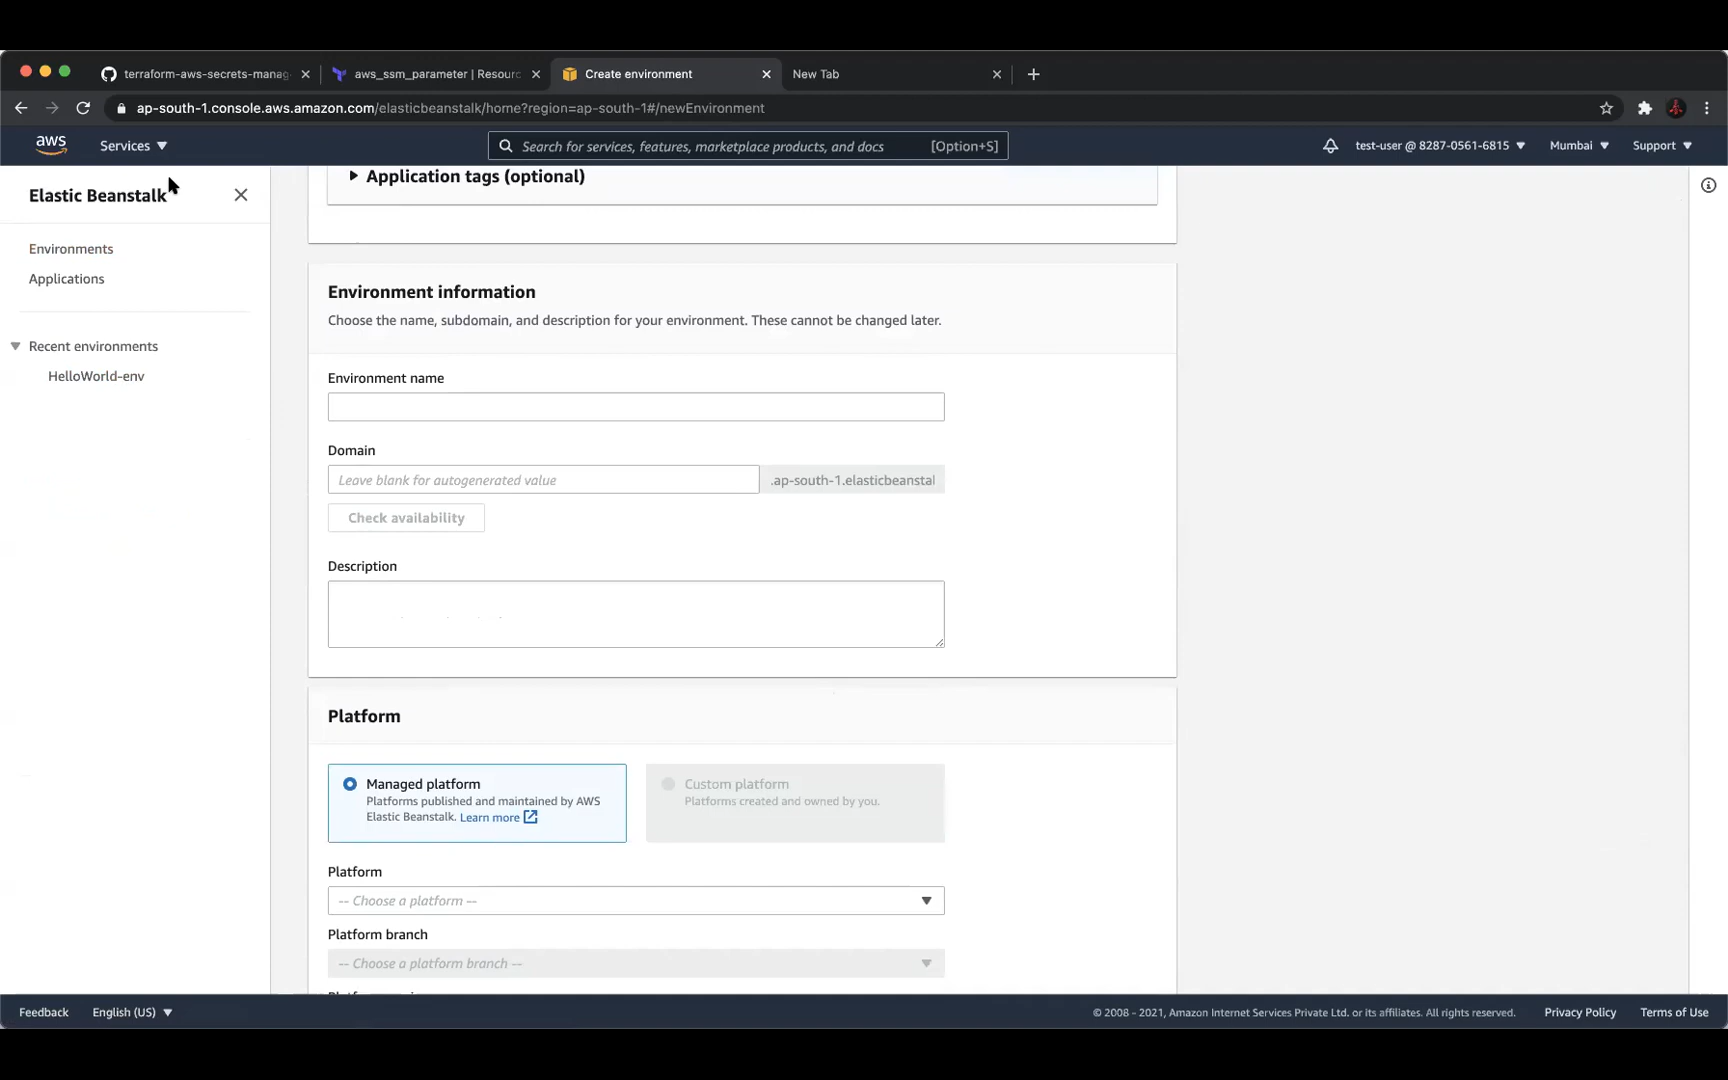 terraform-aws-secrets-manag
aws_ssm_parameter | Resourc
Create environment
New Tab
ap-south-1.console.aws.amazon.com/elasticbeanstalk/home?region=ap-south-1#/newEnvironment
aws
Services
Search for services, features, marketplace products, and docs
[Option+S]
test-user @ 8287-0561-6815
Mumbai
Support
Elastic Beanstalk
Environments
Applications
Recent environments
HelloWorld-env
Application tags (optional)
Environment information
Choose the name, subdomain, and description for your environment. These cannot be changed later.
Environment name
Domain
Leave blank for autogenerated value
.ap-south-1.elasticbeanstal
Check availability
Description
Platform
Managed platform
Platforms published and maintained by AWS
Elastic Beanstalk. Learn more
Custom platform
Platforms created and owned by you.
Platform
-- Choose a platform --
Platform branch
-- Choose a platform branch --
Feedback
English (US)
© 2008 - 2021, Amazon Internet Services Private Ltd. or its affiliates. All rights reserved.
Privacy Policy
Terms of Use